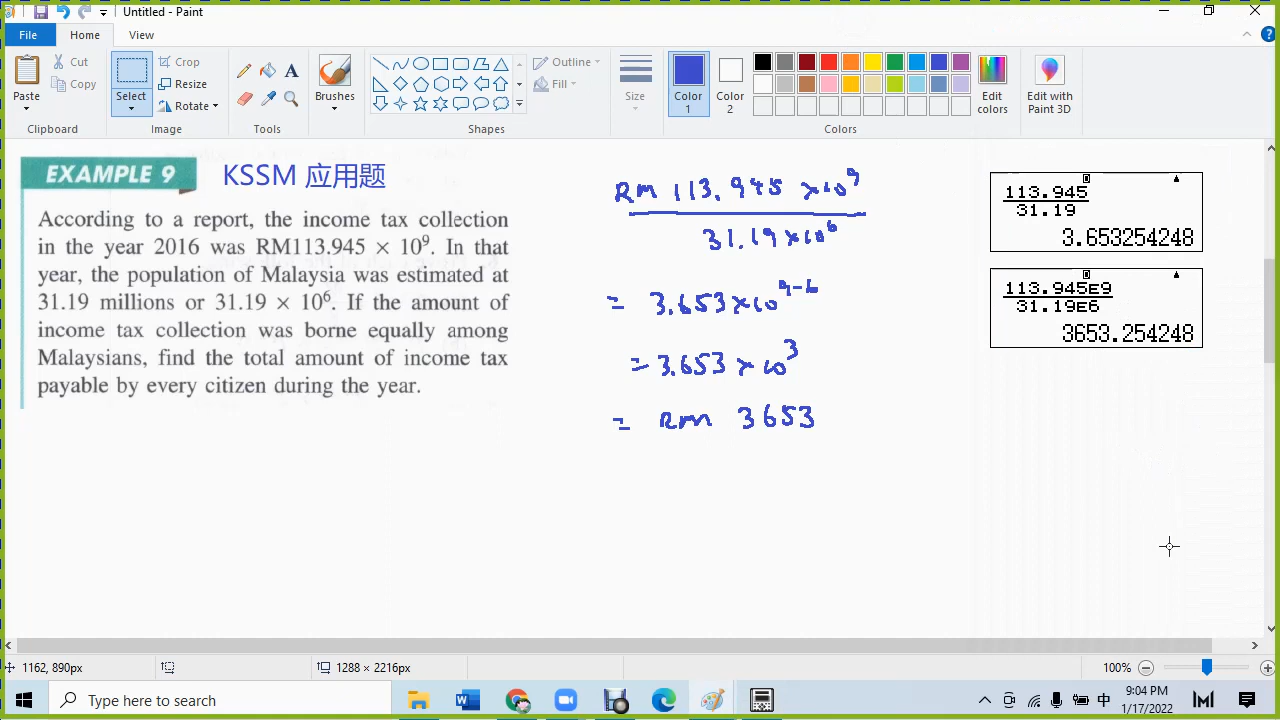 Untitled - Paint
File Home View
Paste
Cut
Copy
Clipboard
Select
Crop
Resize
Rotate
Image
Tools
Brushes
Outline
Fill
Shapes
Size
Color 1
Color 2
Edit colors
Colors
Edit with Paint 3D
EXAMPLE 9 KSSM 应用题
According to a report, the income tax collection
in the year 2016 was RM113.945 × 10⁹. In that
year, the population of Malaysia was estimated at
31.19 millions or 31.19 × 10⁶. If the amount of
income tax collection was borne equally among
Malaysians, find the total amount of income tax
payable by every citizen during the year.
RM 113.945 ×10⁹
31.19×10⁶
= 3.653×10⁹⁻⁶
= 3.653 × 10³
= RM 3653
113.945
31.19
3.653254248
113.945E9
31.19E6
3653.254248
1162, 890px
1288 × 2216px
100%
Type here to search
中
9:04 PM
1/17/2022